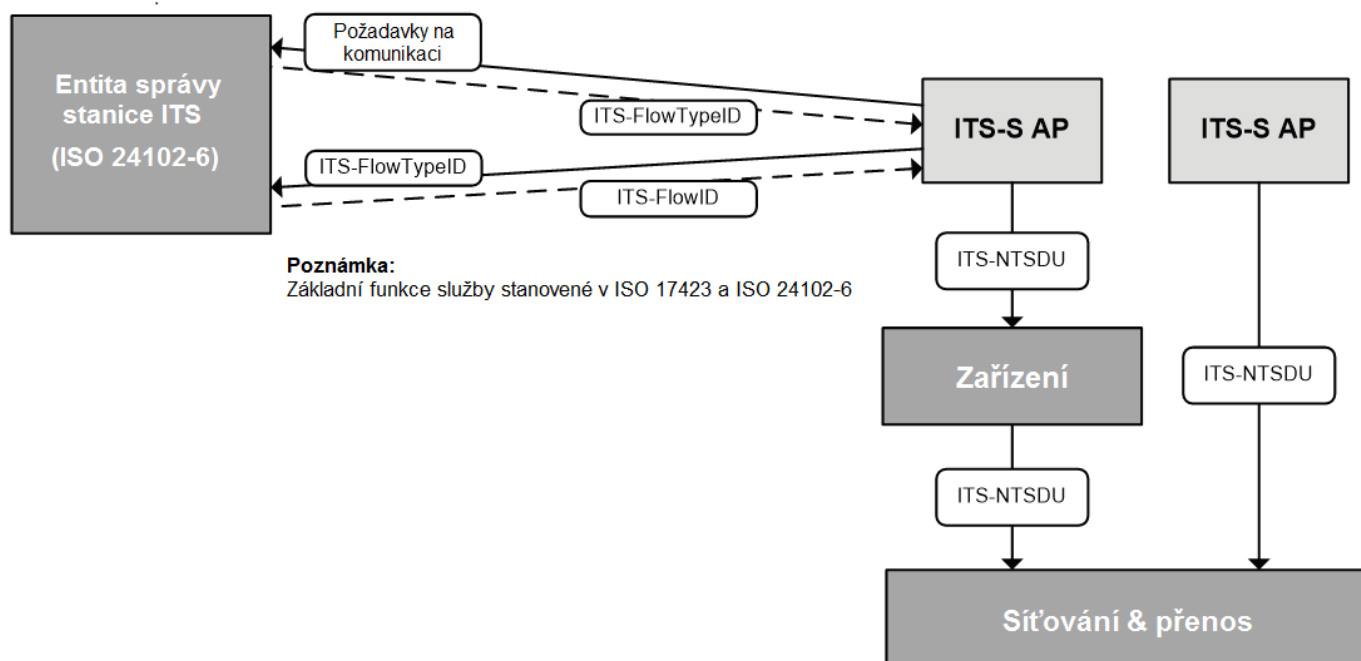 Požadavky na
komunikaci
Entita správy
stanice ITS
(ISO 24102-6)
ITS-FlowTypeID
ITS-S AP
ITS-S AP
ITS-FlowTypeID
ITS-FlowID
Poznámka:
Základní funkce služby stanovené v ISO 17423 a ISO 24102-6
ITS-NTSDU
Zařízení
ITS-NTSDU
ITS-NTSDU
Síťování & přenos